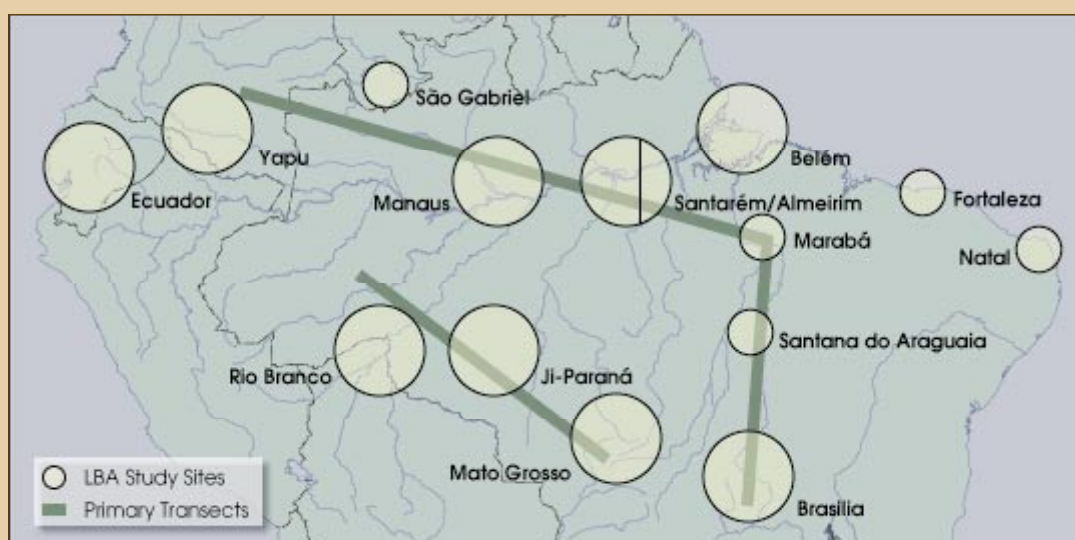 São Gabriel
Belém
Yapu
Ecuador
Manaus
Santarém/Almeirim
Fortaleza
Marabá
Natal
Santana do Araguaia
Rio Branco
Ji-Paraná
Mato Grosso
Brasília
LBA Study Sites
Primary Transects